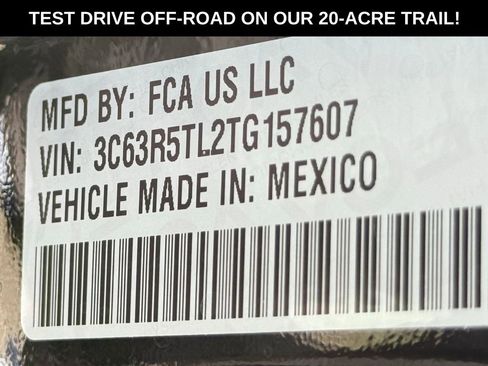 TEST DRIVE OFF-ROAD ON OUR 20-ACRE TRAIL!
MFD BY: FCA US LLC
VIN: 3C63R5TL2TG157607
VEHICLE MADE IN: MEXICO